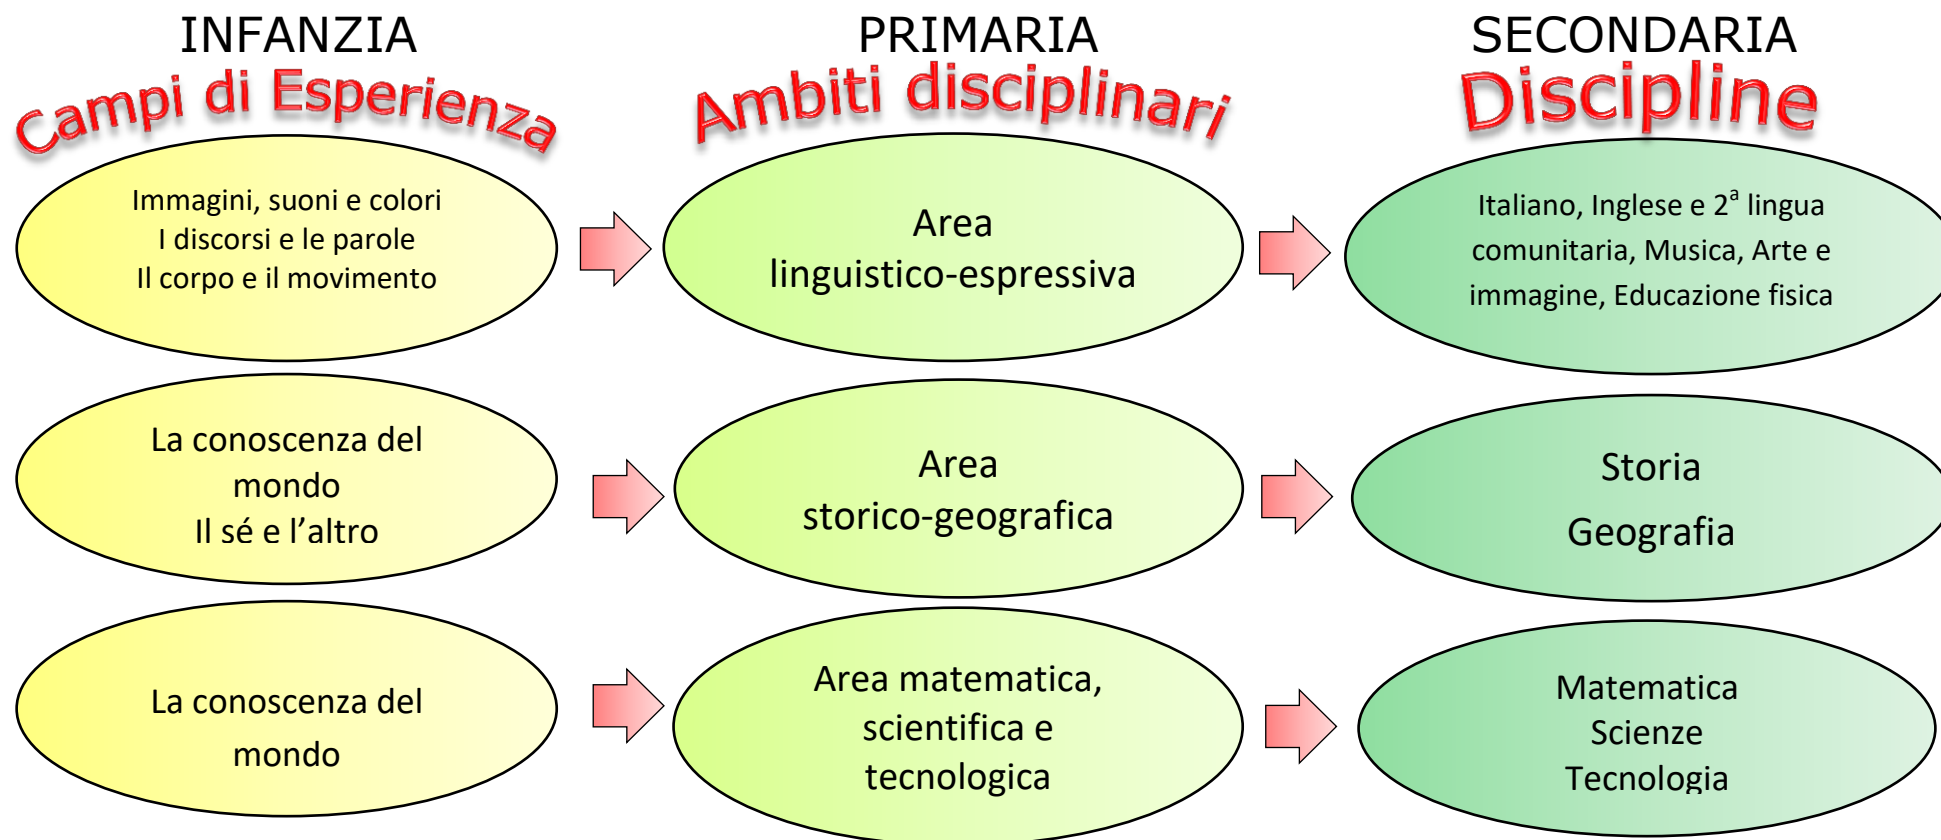 INFANZIA
PRIMARIA
SECONDARIA
Campi di Esperienza
Ambiti disciplinari
Discipline
Immagini, suoni e colori
I discorsi e le parole
Il corpo e il movimento
Area
linguistico-espressiva
Italiano, Inglese e 2ª lingua
comunitaria, Musica, Arte e
immagine, Educazione fisica
La conoscenza del
mondo
Il sé e l’altro
Area
storico-geografica
Storia
Geografia
La conoscenza del
mondo
Area matematica,
scientifica e
tecnologica
Matematica
Scienze
Tecnologia